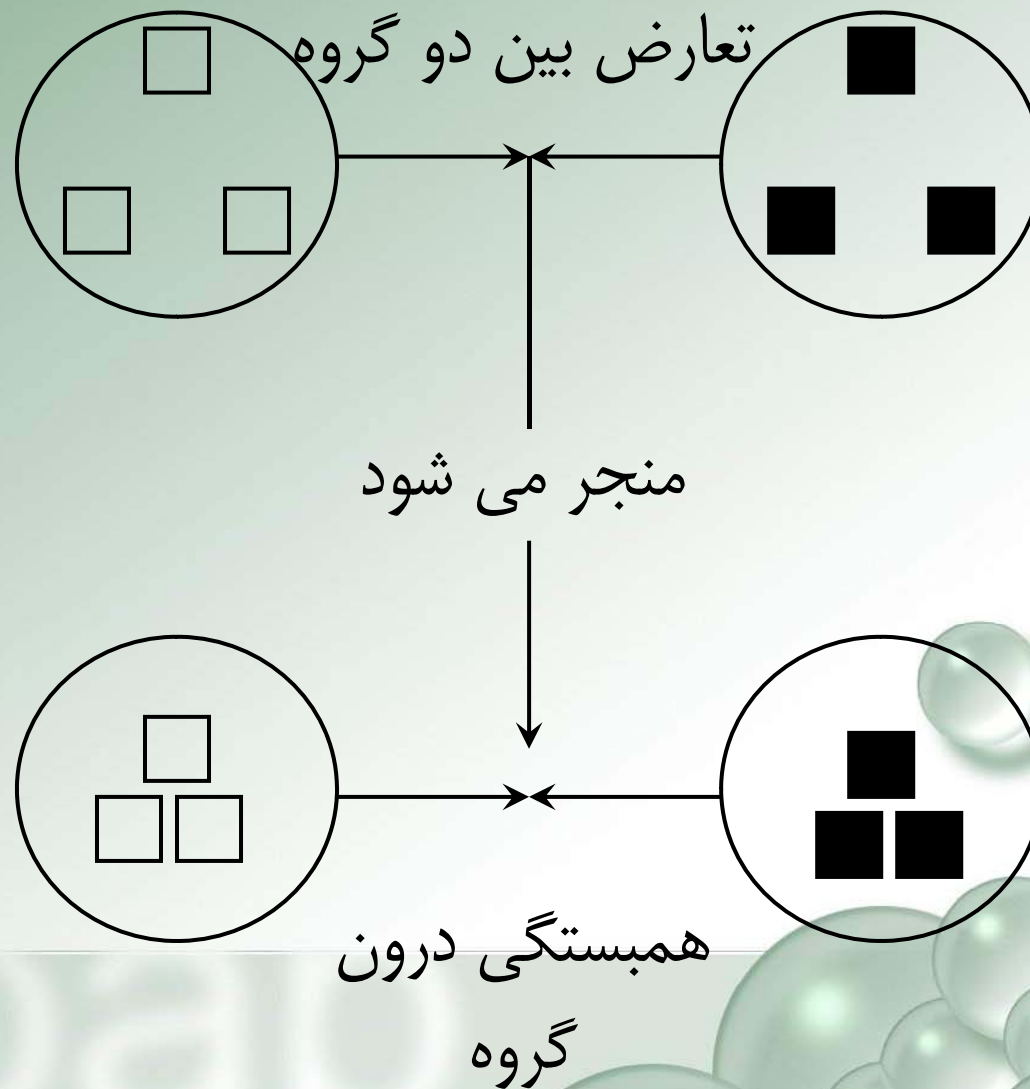 تعارض بین دو گروه
منجر می شود
همبستگی درون
گروه